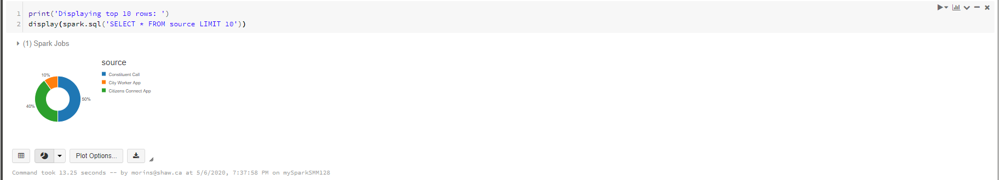 1 print('Displaying top 10 rows: ')
2 display(spark.sql('SELECT * FROM source LIMIT 10'))
(1) Spark Jobs
source
Constituent Call
City Worker App
Citizens Connect App
10%
50%
40%
Plot Options...
Command took 13.25 seconds -- by morins@shaw.ca at 5/6/2020, 7:37:58 PM on mySparkSMM128